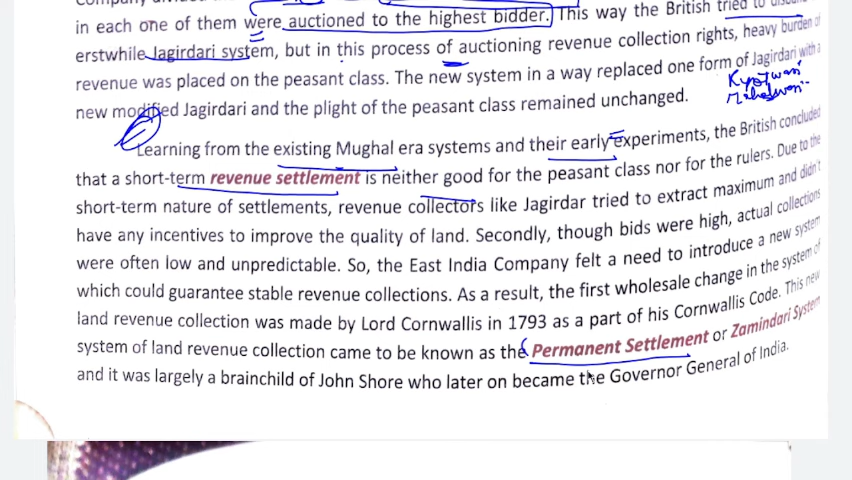 in each one of them were auctioned to the highest bidder. This way the British tried to
erstwhile Jagirdari system, but in this process of auctioning revenue collection rights, heavy burden of
revenue was placed on the peasant class. The new system in a way replaced one form of Jagirdari with a
new modified Jagirdari and the plight of the peasant class remained unchanged.
Learning from the existing Mughal era systems and their early experiments, the British concluded
that a short-term revenue settlement is neither good for the peasant class nor for the rulers. Due to the
short-term nature of settlements, revenue collectors like Jagirdar tried to extract maximum and didn't
have any incentives to improve the quality of land. Secondly, though bids were high, actual collections
were often low and unpredictable. So, the East India Company felt a need to introduce a new system
which could guarantee stable revenue collections. As a result, the first wholesale change in the system of
land revenue collection was made by Lord Cornwallis in 1793 as a part of his Cornwallis Code. This new
system of land revenue collection came to be known as the Permanent Settlement or Zamindari System
and it was largely a brainchild of John Shore who later on became the Governor General of India.